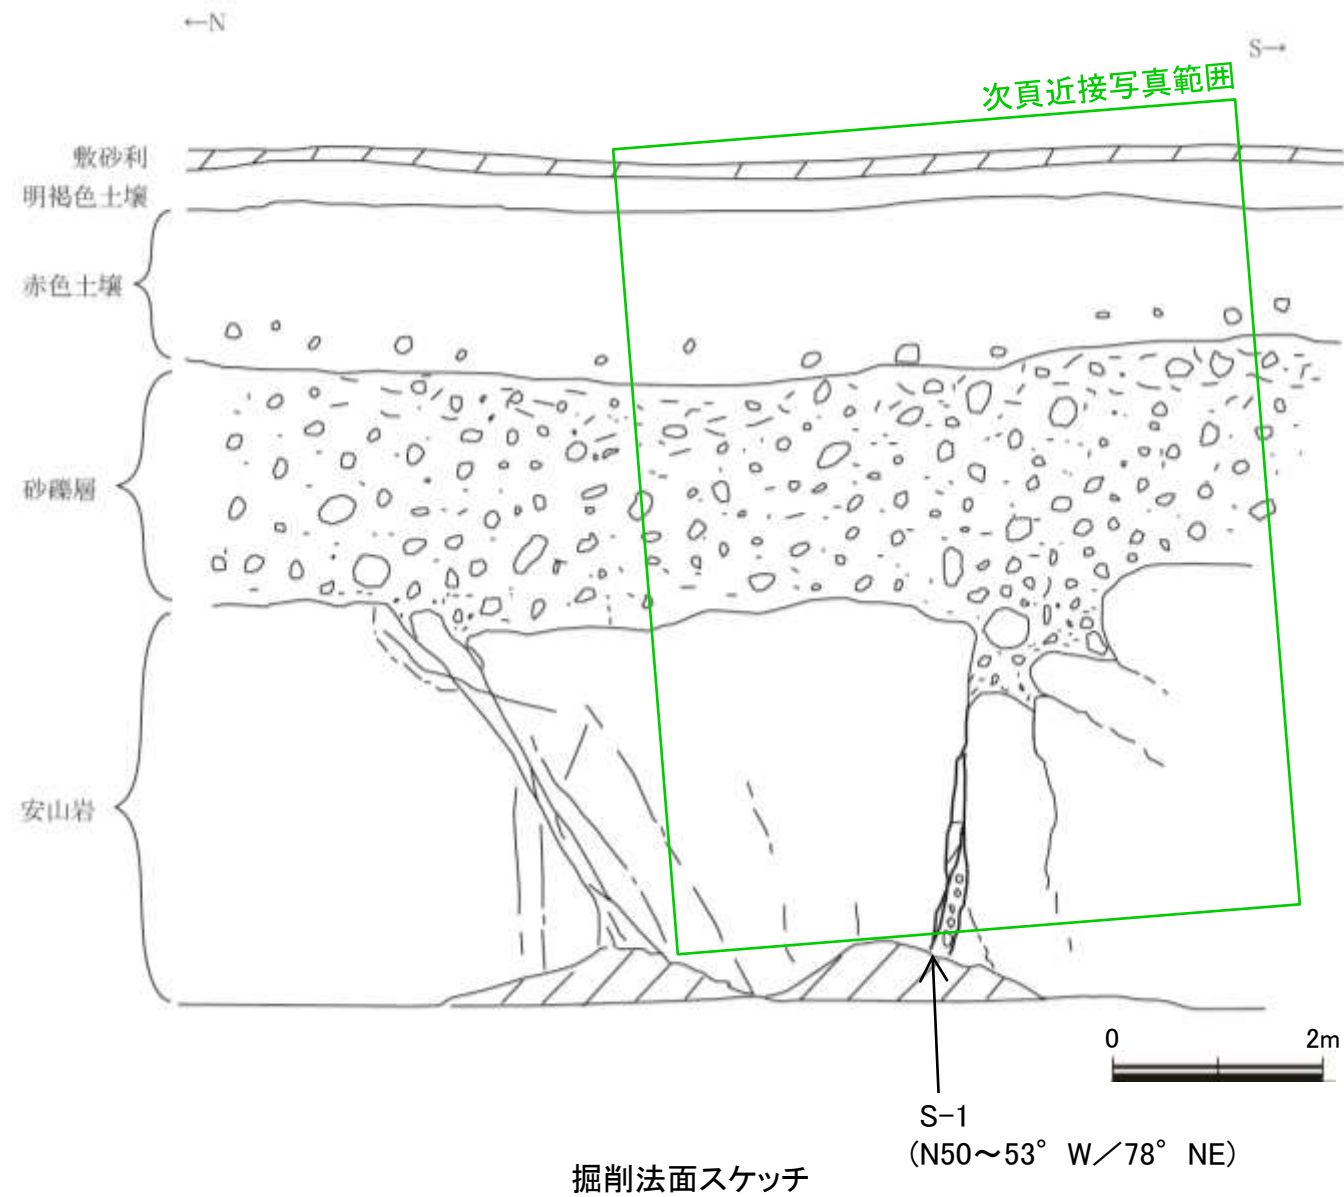 ←N
S→
次頁近接写真範囲
敷砂利
明褐色土壌
赤色土壌
砂礫層
安山岩
0 2m
S-1
(N50～53° W／78° NE)
掘削法面スケッチ